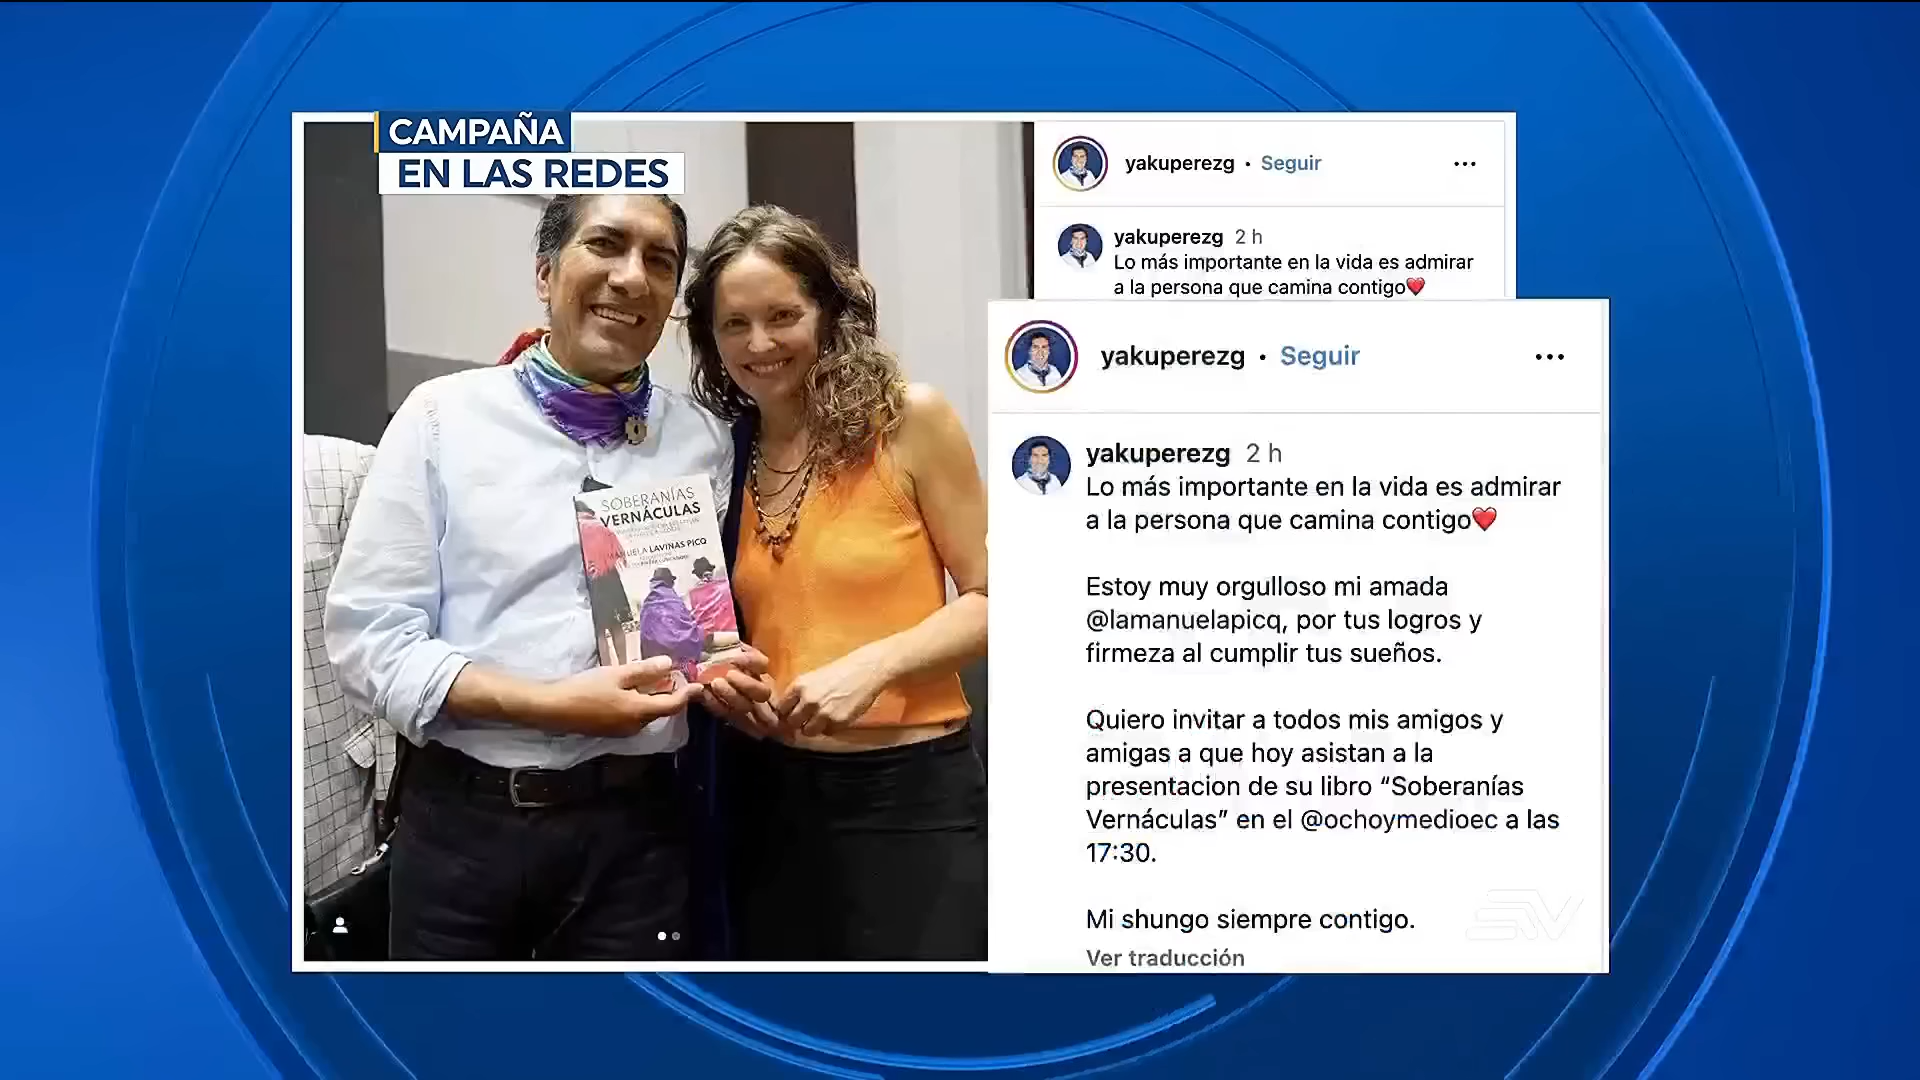 CAMPAÑA
EN LAS REDES
SOBERANÍAS
VERNÁCULAS
MANUELA LAVINAS PICQ
yakuperezg • Seguir
yakuperezg 2 h
Lo más importante en la vida es admirar
a la persona que camina contigo❤️
yakuperezg • Seguir
yakuperezg 2 h
Lo más importante en la vida es admirar
a la persona que camina contigo❤️
Estoy muy orgulloso mi amada
@lamanuelapicq, por tus logros y
firmeza al cumplir tus sueños.
Quiero invitar a todos mis amigos y
amigas a que hoy asistan a la
presentacion de su libro “Soberanías
Vernáculas” en el @ochoymedioec a las
17:30.
Mi shungo siempre contigo.
Ver traducción